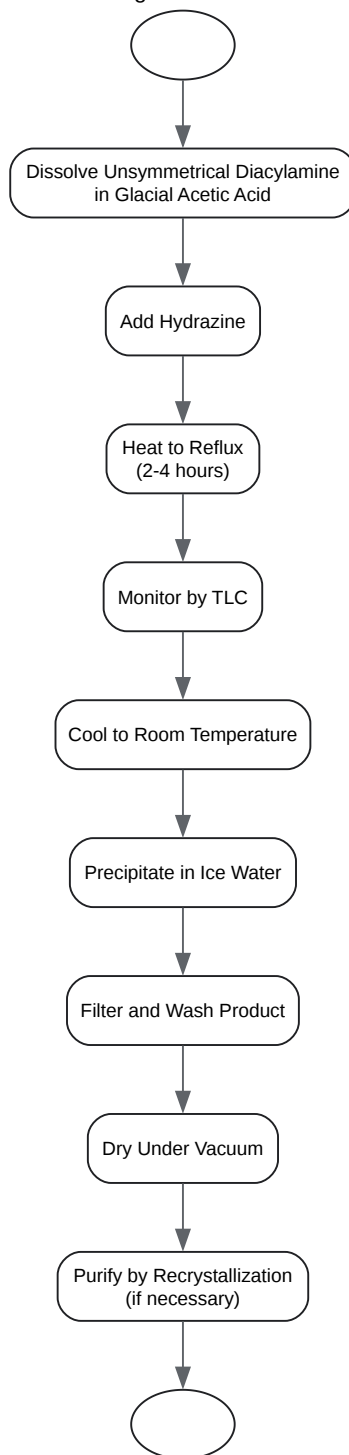 Dissolve Unsymmetrical Diacylamine
in Glacial Acetic Acid
Add Hydrazine
Heat to Reflux
(2-4 hours)
Monitor by TLC
Cool to Room Temperature
Precipitate in Ice Water
Filter and Wash Product
Dry Under Vacuum
Purify by Recrystallization
(if necessary)